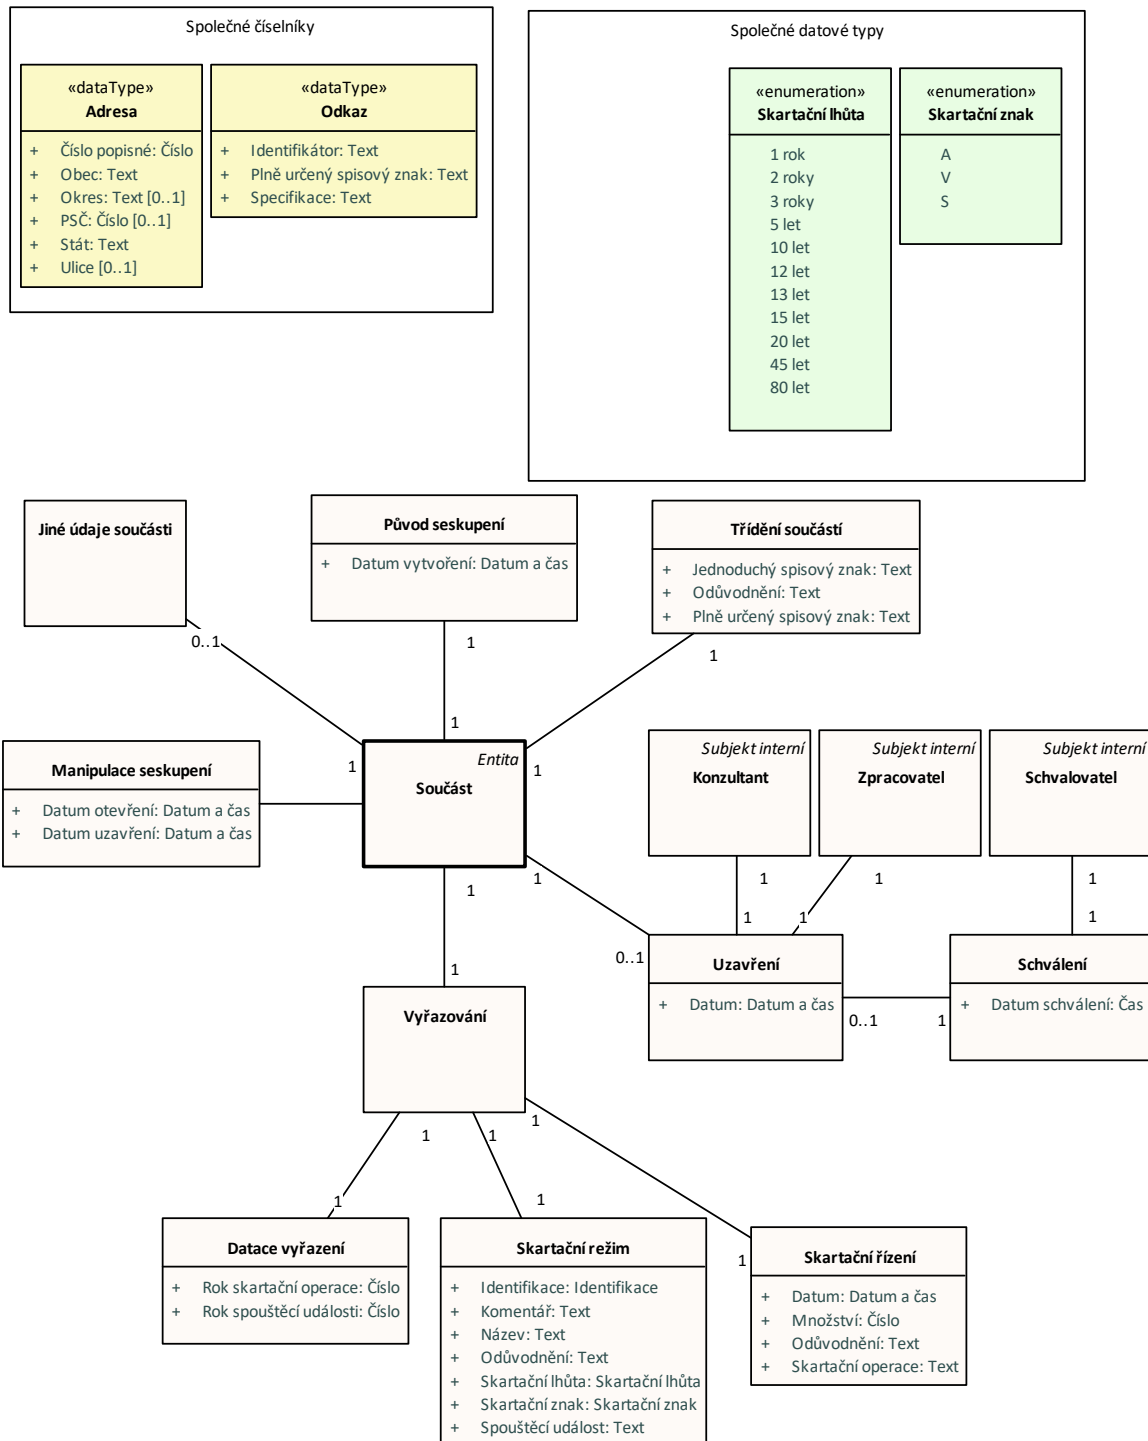 Společné číselníky
«dataType»
Adresa
+ Číslo popisné: Číslo
+ Obec: Text
+ Okres: Text [0..1]
+ PSČ: Číslo [0..1]
+ Stát: Text
+ Ulice [0..1]
«dataType»
Odkaz
+ Identifikátor: Text
+ Plně určený spisový znak: Text
+ Specifikace: Text
Společné datové typy
«enumeration»
Skartační lhůta
1 rok
2 roky
3 roky
5 let
10 let
12 let
13 let
15 let
20 let
45 let
80 let
«enumeration»
Skartační znak
A
V
S
Jiné údaje součásti
Původ seskupení
+ Datum vytvoření: Datum a čas
Třídění součástí
+ Jednoduchý spisový znak: Text
+ Odůvodnění: Text
+ Plně určený spisový znak: Text
0..1
1
1
1
Manipulace seskupení
+ Datum otevření: Datum a čas
+ Datum uzavření: Datum a čas
1
Entita
Součást
1
Subjekt interní
Konzultant
Subjekt interní
Zpracovatel
Subjekt interní
Schvalovatel
1
1
1
1
1
1
1
1
0..1
Uzavření
+ Datum: Datum a čas
0..1
1
Schválení
+ Datum schválení: Čas
1
Vyřazování
1
1
1
1
1
1
Datace vyřazení
+ Rok skartační operace: Číslo
+ Rok spouštěcí události: Číslo
Skartační režim
+ Identifikace: Identifikace
+ Komentář: Text
+ Název: Text
+ Odůvodnění: Text
+ Skartační lhůta: Skartační lhůta
+ Skartační znak: Skartační znak
+ Spouštěcí událost: Text
Skartační řízení
+ Datum: Datum a čas
+ Množství: Číslo
+ Odůvodnění: Text
+ Skartační operace: Text